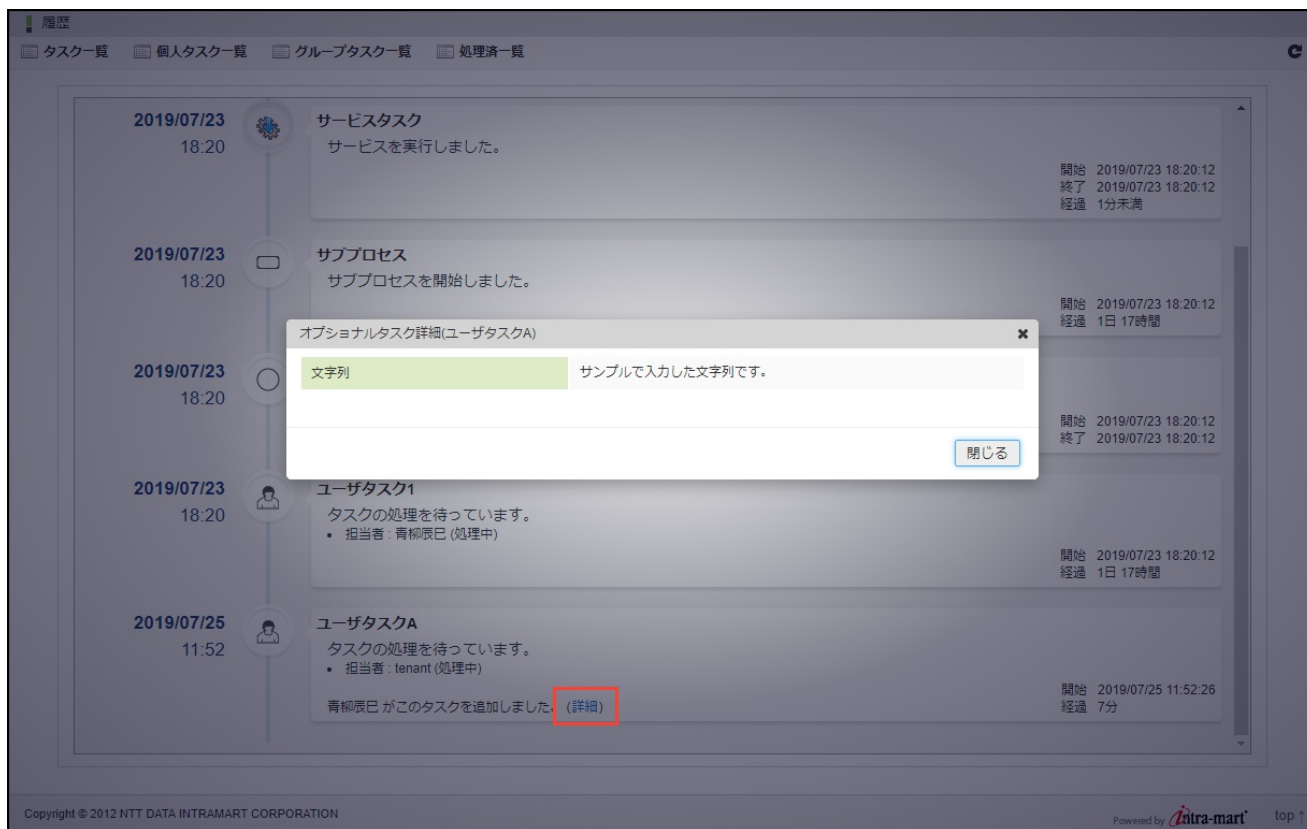 履歴
タスク一覧 個人タスク一覧 グループタスク一覧 処理済一覧
2019/07/23
18:20
サービスタスク
サービスを実行しました。
開始 2019/07/23 18:20:12
終了 2019/07/23 18:20:12
経過 1分未満
2019/07/23
18:20
サブプロセス
サブプロセスを開始しました。
開始 2019/07/23 18:20:12
経過 1日 17時間
オプショナルタスク詳細(ユーザタスクA)
文字列 サンプルで入力した文字列です。
閉じる
2019/07/23
18:20
開始 2019/07/23 18:20:12
終了 2019/07/23 18:20:12
2019/07/23
18:20
ユーザタスク1
タスクの処理を待っています。
• 担当者 : 青柳辰巳 (処理中)
開始 2019/07/23 18:20:12
経過 1日 17時間
2019/07/25
11:52
ユーザタスクA
タスクの処理を待っています。
• 担当者 : tenant (処理中)
青柳辰巳 がこのタスクを追加しました。 (詳細)
開始 2019/07/25 11:52:26
経過 7分
Copyright © 2012 NTT DATA INTRAMART CORPORATION
Powered by intra-mart top ↑